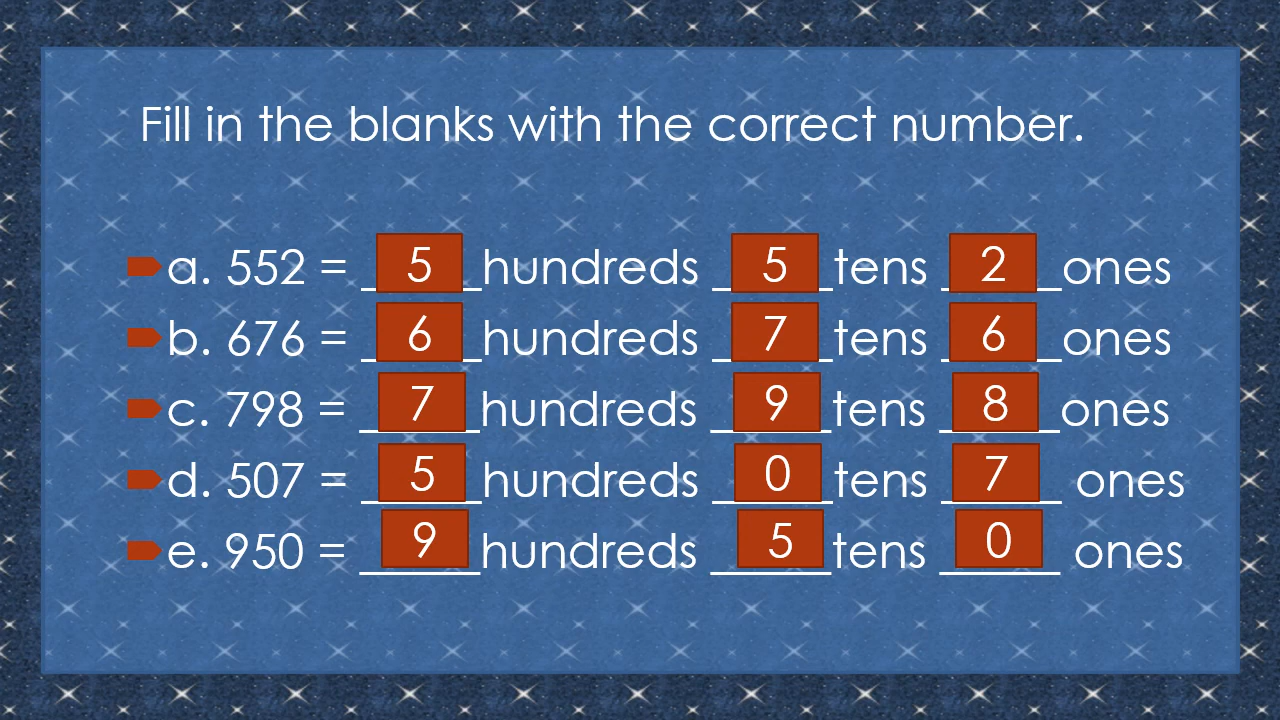 Fill in the blanks with the correct number.
a. 552 = _5_hundreds _5_tens _2_ones
b. 676 = _6_hundreds _7_tens _6_ones
c. 798 = _7_hundreds _9_tens _8_ones
d. 507 = _5_hundreds _0_tens _7_ ones
e. 950 = _9_hundreds _5_tens _0_ ones